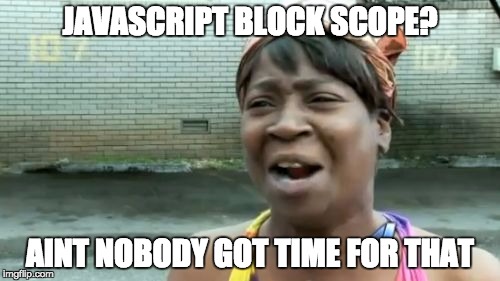 JAVASCRIPT BLOCK SCOPE?
AINT NOBODY GOT TIME FOR THAT
imgflip.com